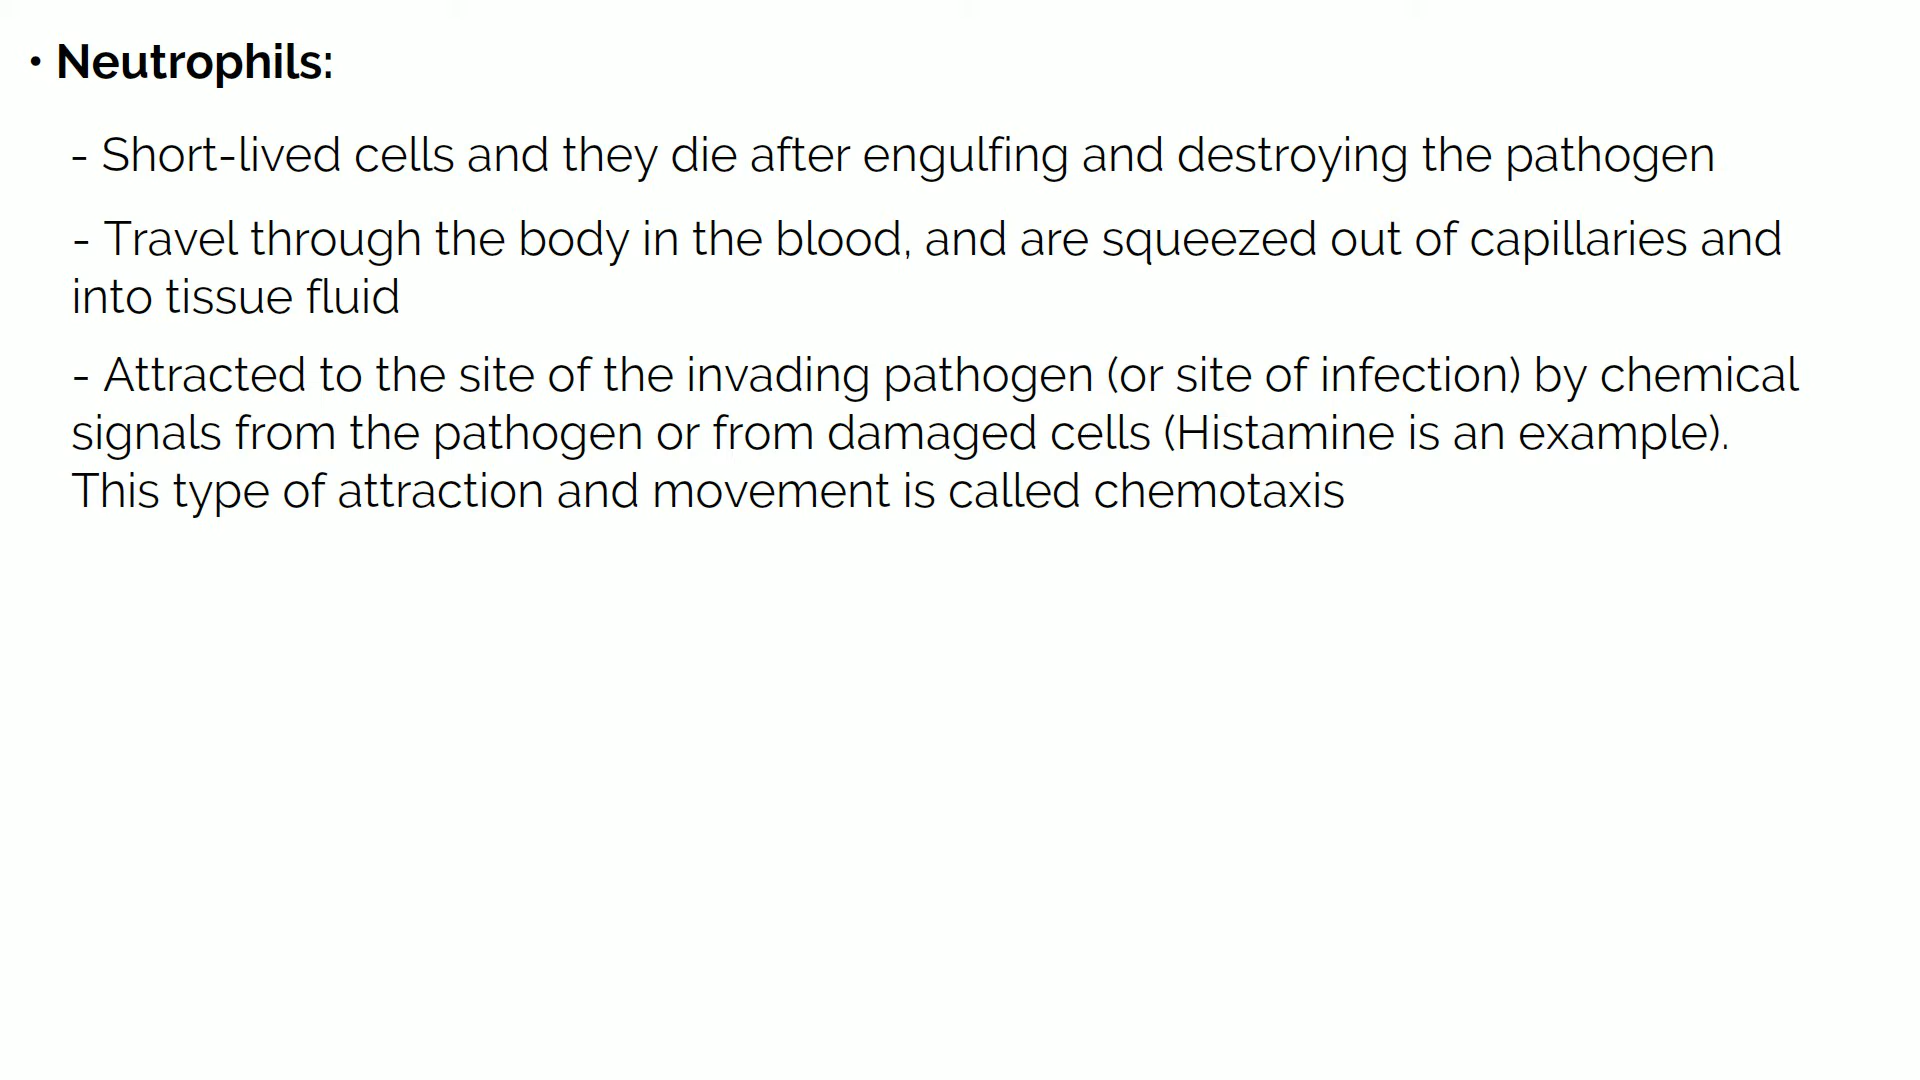 • Neutrophils:
- Short-lived cells and they die after engulfing and destroying the pathogen
- Travel through the body in the blood, and are squeezed out of capillaries and
into tissue fluid
- Attracted to the site of the invading pathogen (or site of infection) by chemical
signals from the pathogen or from damaged cells (Histamine is an example).
This type of attraction and movement is called chemotaxis